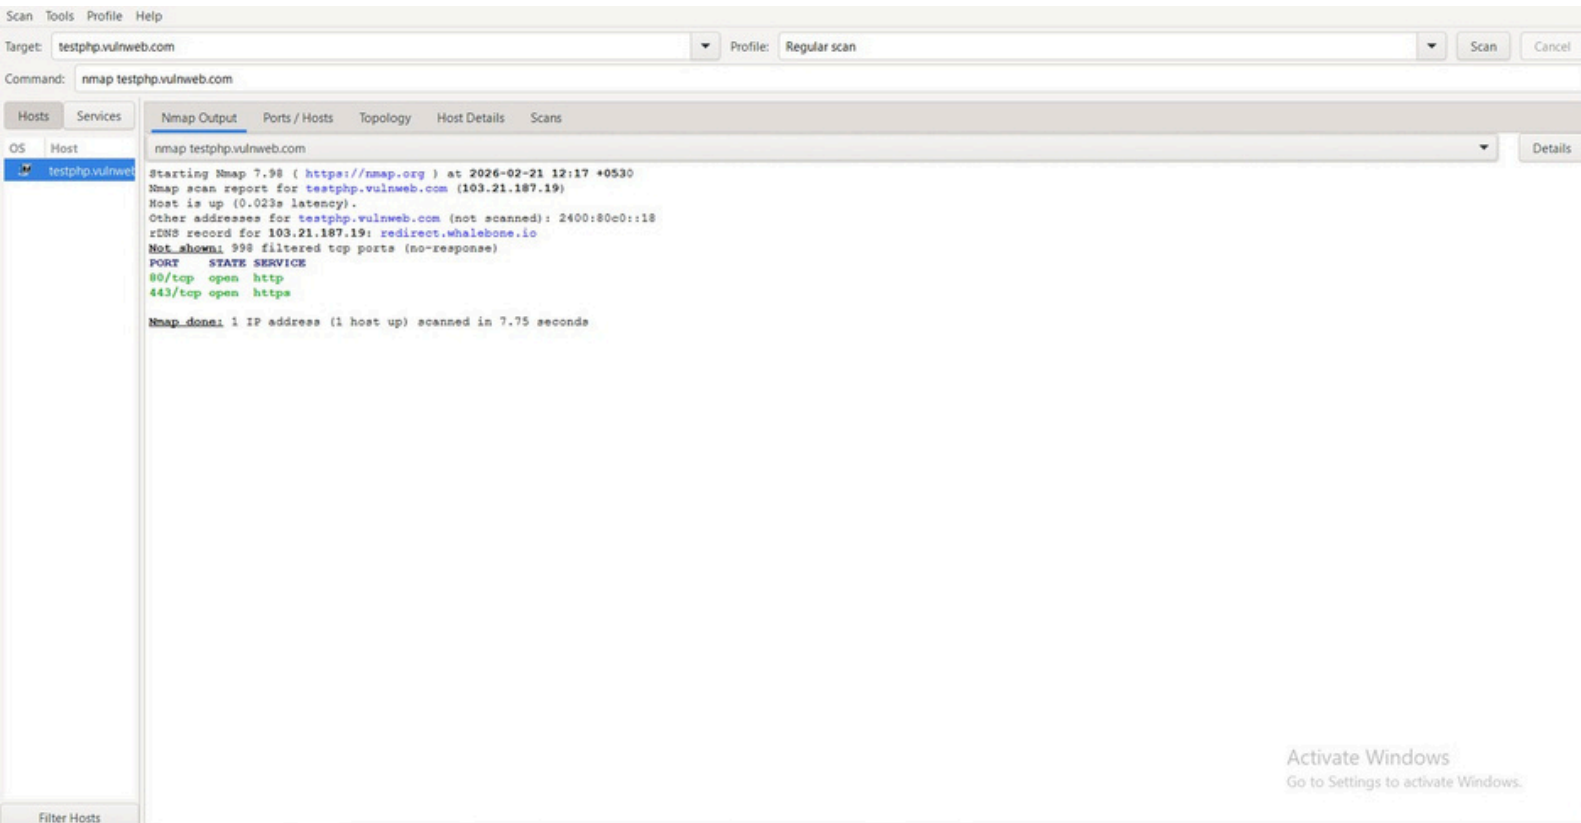 Scan Tools Profile Help
Target: testphp.vulnweb.com Profile: Regular scan Scan Cancel
Command: nmap testphp.vulnweb.com
Hosts Services Nmap Output Ports / Hosts Topology Host Details Scans
OS Host nmap testphp.vulnweb.com Details
testphp.vulnwel
Starting Nmap 7.98 ( https://nmap.org ) at 2026-02-21 12:17 +0530
Nmap scan report for testphp.vulnweb.com (103.21.187.19)
Host is up (0.023s latency).
Other addresses for testphp.vulnweb.com (not scanned): 2400:80c0::18
rDNS record for 103.21.187.19: redirect.whalebone.io
Not shown: 998 filtered tcp ports (no-response)
PORT STATE SERVICE
80/tcp open http
443/tcp open https
Nmap done: 1 IP address (1 host up) scanned in 7.75 seconds
Activate Windows
Go to Settings to activate Windows.
Filter Hosts